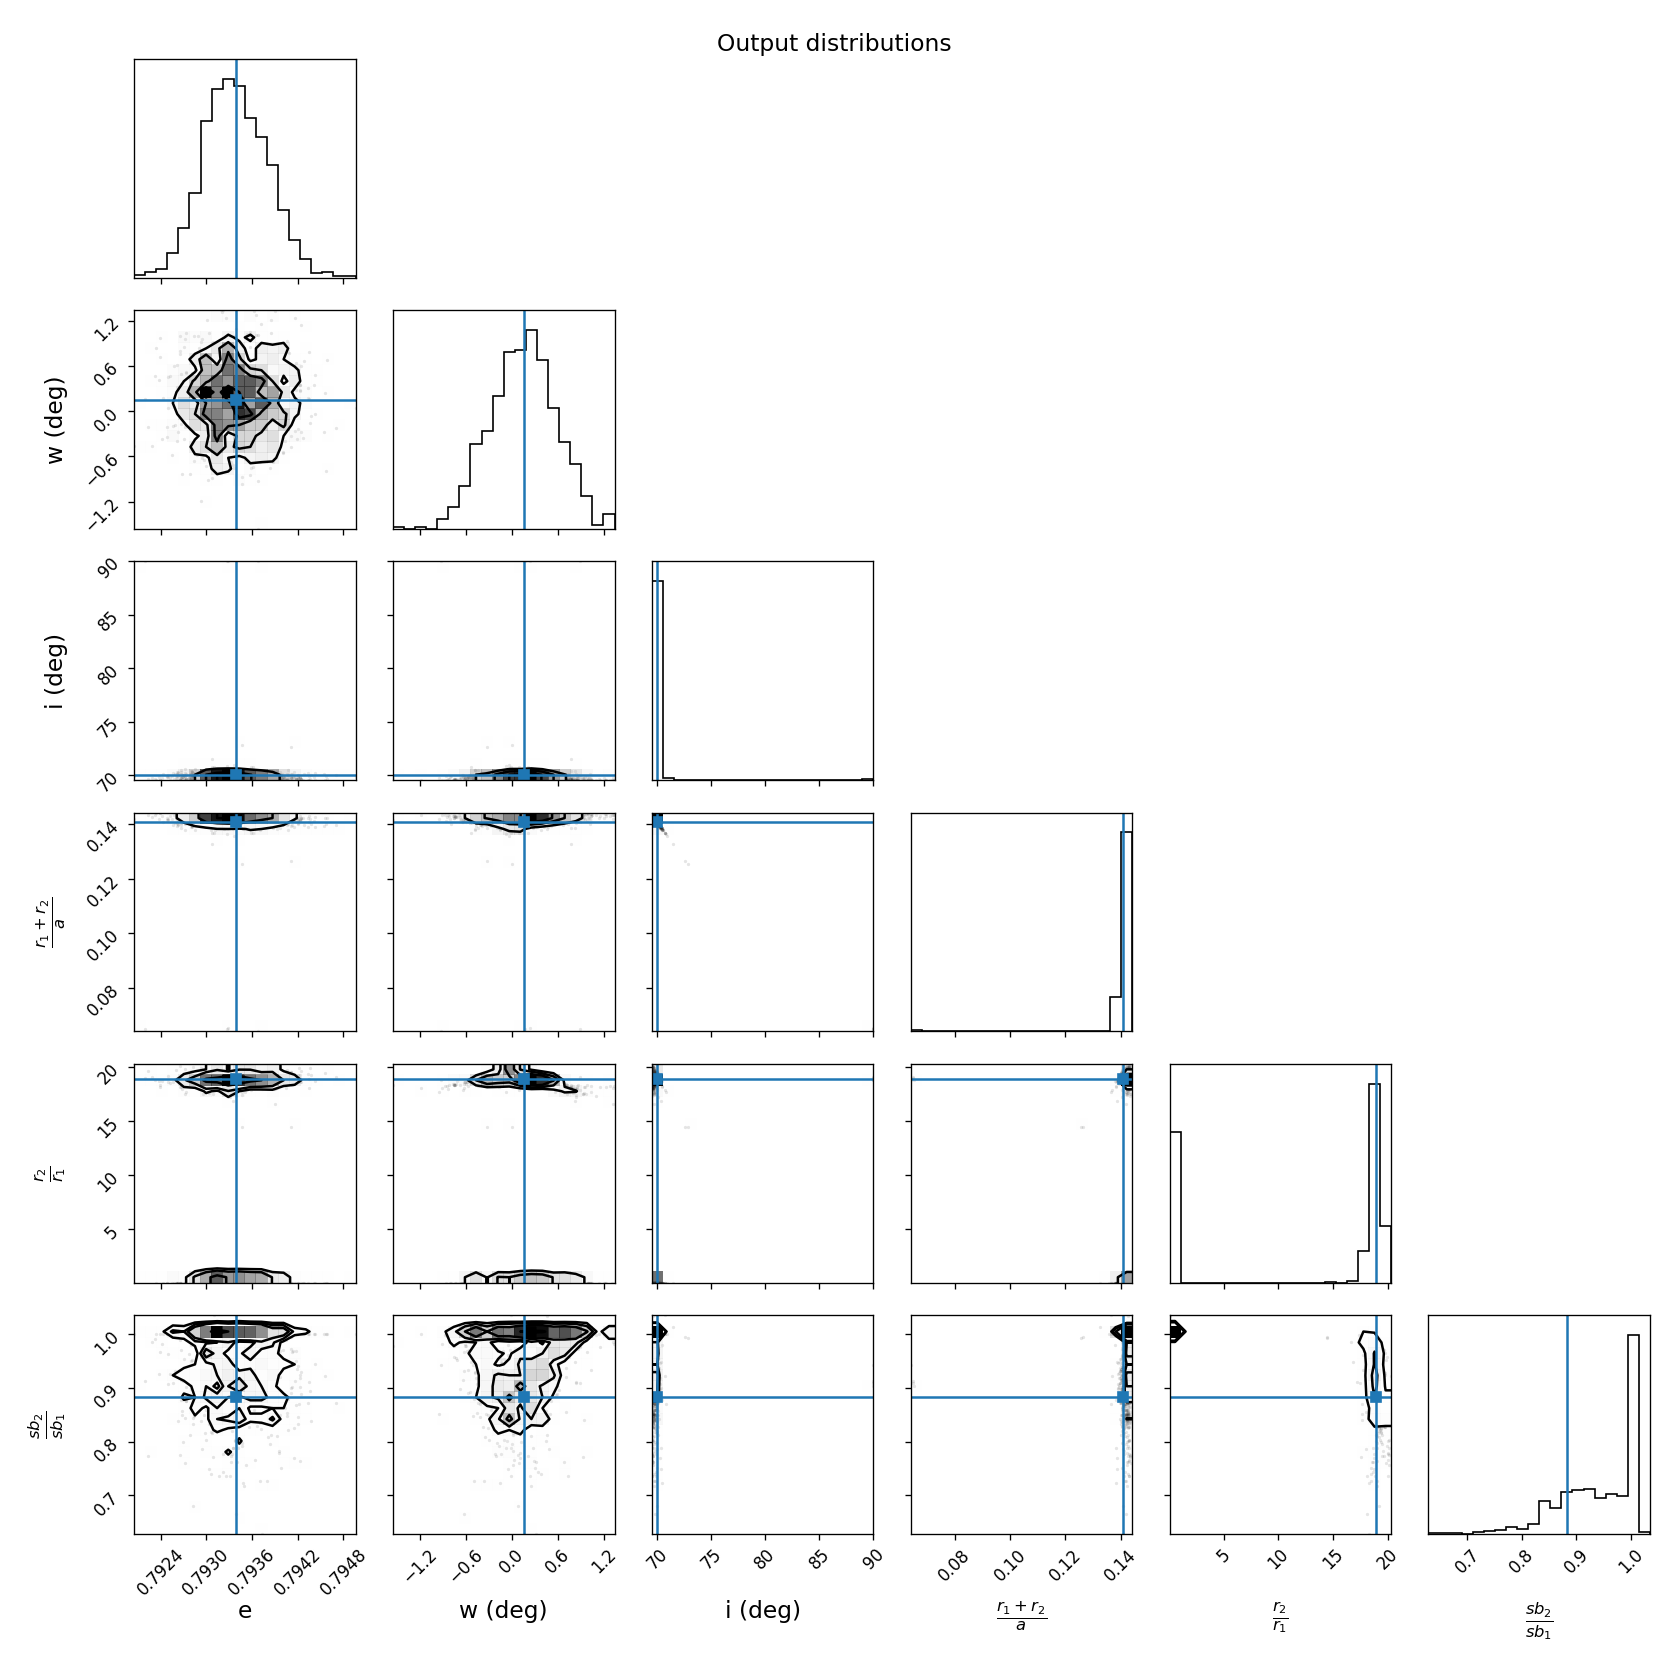 Output distributions
1.2
0.6
0.0
−0.6
−1.2
w (deg)
90
85
80
75
70
i (deg)
0.14
0.12
0.10
0.08
r₁ + r₂
a
20
15
10
5
r₂
r₁
1.0
0.9
0.8
0.7
sb₂
sb₁
0.7924 0.7930 0.7936 0.7942 0.7948
−1.2 −0.6 0.0 0.6 1.2
70 75 80 85 90
0.08 0.10 0.12 0.14
5 10 15 20
0.7 0.8 0.9 1.0
e
w (deg)
i (deg)
r₁ + r₂
a
r₂
r₁
sb₂
sb₁